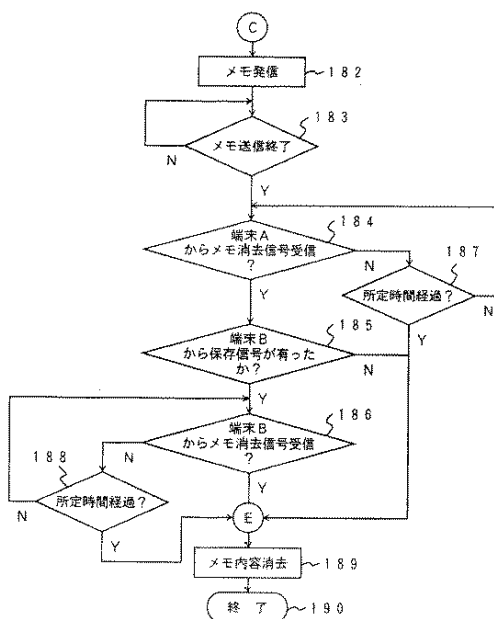 C
メモ発信
182
183
メモ送信終了
N
Y
184
端末A
からメモ消去信号受信
?
N
187
Y
所定時間経過?
N
Y
185
端末B
から保存信号が有った
か?
N
Y
186
端末B
からメモ消去信号受信
?
N
188
Y
所定時間経過?
N
Y
E
メモ内容消去
189
終 了
190